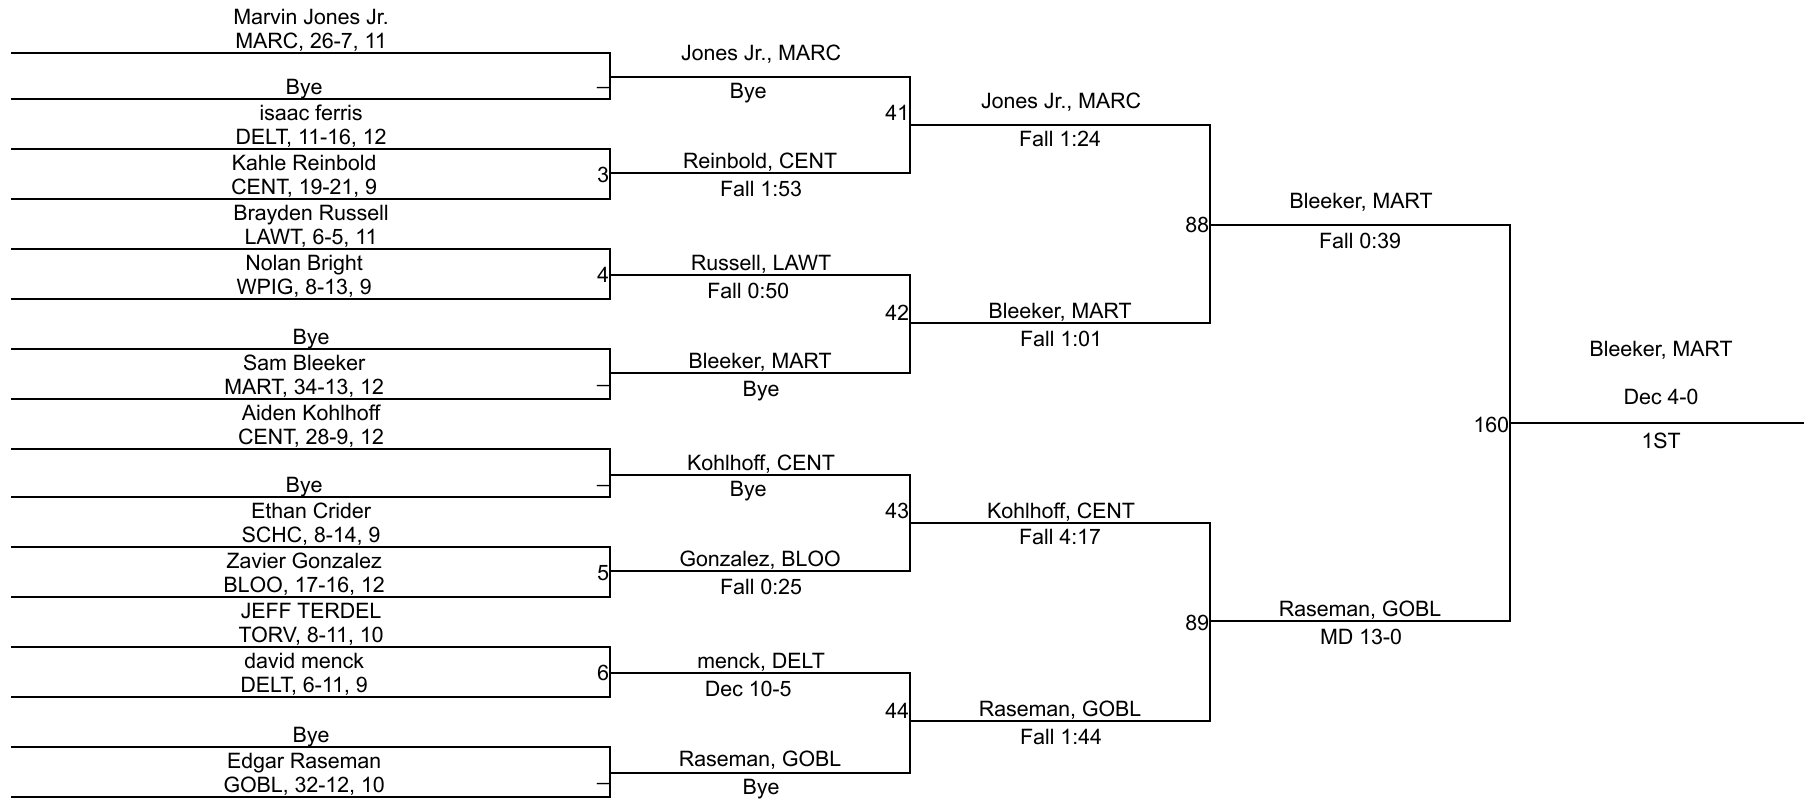 Marvin Jones Jr.
MARC, 26-7, 11
Bye
isaac ferris
DELT, 11-16, 12
Kahle Reinbold
CENT, 19-21, 9
Brayden Russell
LAWT, 6-5, 11
Nolan Bright
WPIG, 8-13, 9
Bye
Sam Bleeker
MART, 34-13, 12
Aiden Kohlhoff
CENT, 28-9, 12
Bye
Ethan Crider
SCHC, 8-14, 9
Zavier Gonzalez
BLOO, 17-16, 12
JEFF TERDEL
TORV, 8-11, 10
david menck
DELT, 6-11, 9
Bye
Edgar Raseman
GOBL, 32-12, 10
–
3
4
–
–
5
6
–
Jones Jr., MARC
Bye
Reinbold, CENT
Fall 1:53
Russell, LAWT
Fall 0:50
Bleeker, MART
Bye
Kohlhoff, CENT
Bye
Gonzalez, BLOO
Fall 0:25
menck, DELT
Dec 10-5
Raseman, GOBL
Bye
41
42
43
44
Jones Jr., MARC
Fall 1:24
Bleeker, MART
Fall 1:01
Kohlhoff, CENT
Fall 4:17
Raseman, GOBL
Fall 1:44
88
89
Bleeker, MART
Fall 0:39
Raseman, GOBL
MD 13-0
160
Bleeker, MART
Dec 4-0
1ST